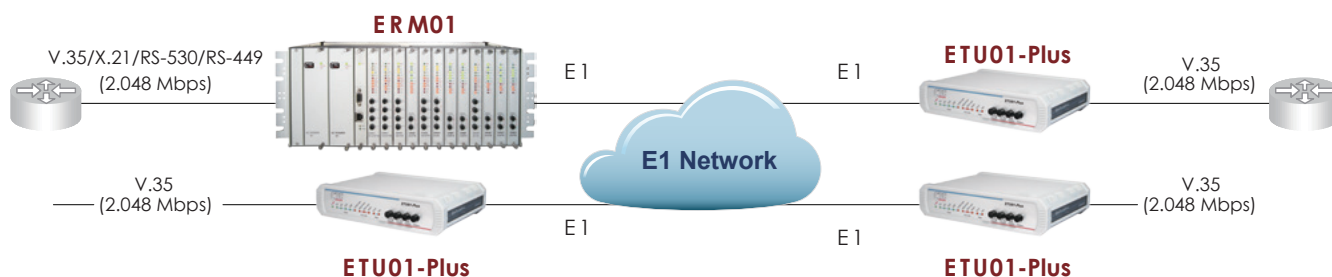 ERM01
V.35/X.21/RS-530/RS-449
(2.048 Mbps)
E1
E1
ETU01-Plus
V.35
(2.048 Mbps)
E1 Network
V.35
(2.048 Mbps)
E1
ETU01-Plus
E1
V.35
(2.048 Mbps)
ETU01-Plus